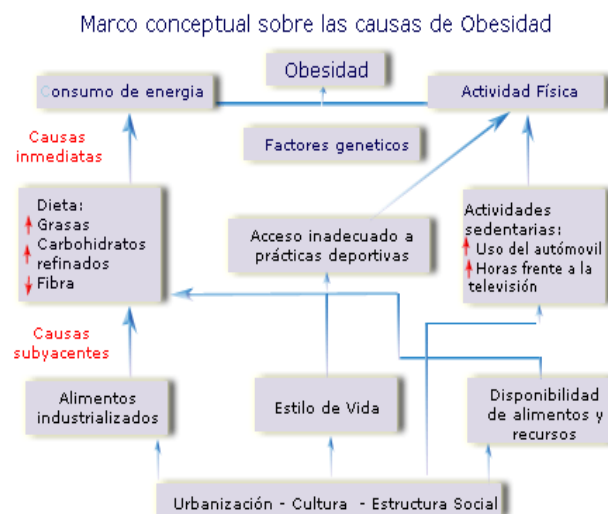 Marco conceptual sobre las causas de Obesidad
Obesidad
Consumo de energia
Actividad Física
Causas
inmediatas
Factores geneticos
Dieta:
Grasas
Carbohidratos
refinados
Fibra
Acceso inadecuado a
prácticas deportivas
Actividades
sedentarias:
Uso del autómovil
Horas frente a la
televisión
Causas
subyacentes
Alimentos
industrializados
Estilo de Vida
Disponibilidad
de alimentos y
recursos
Urbanización - Cultura - Estructura Social